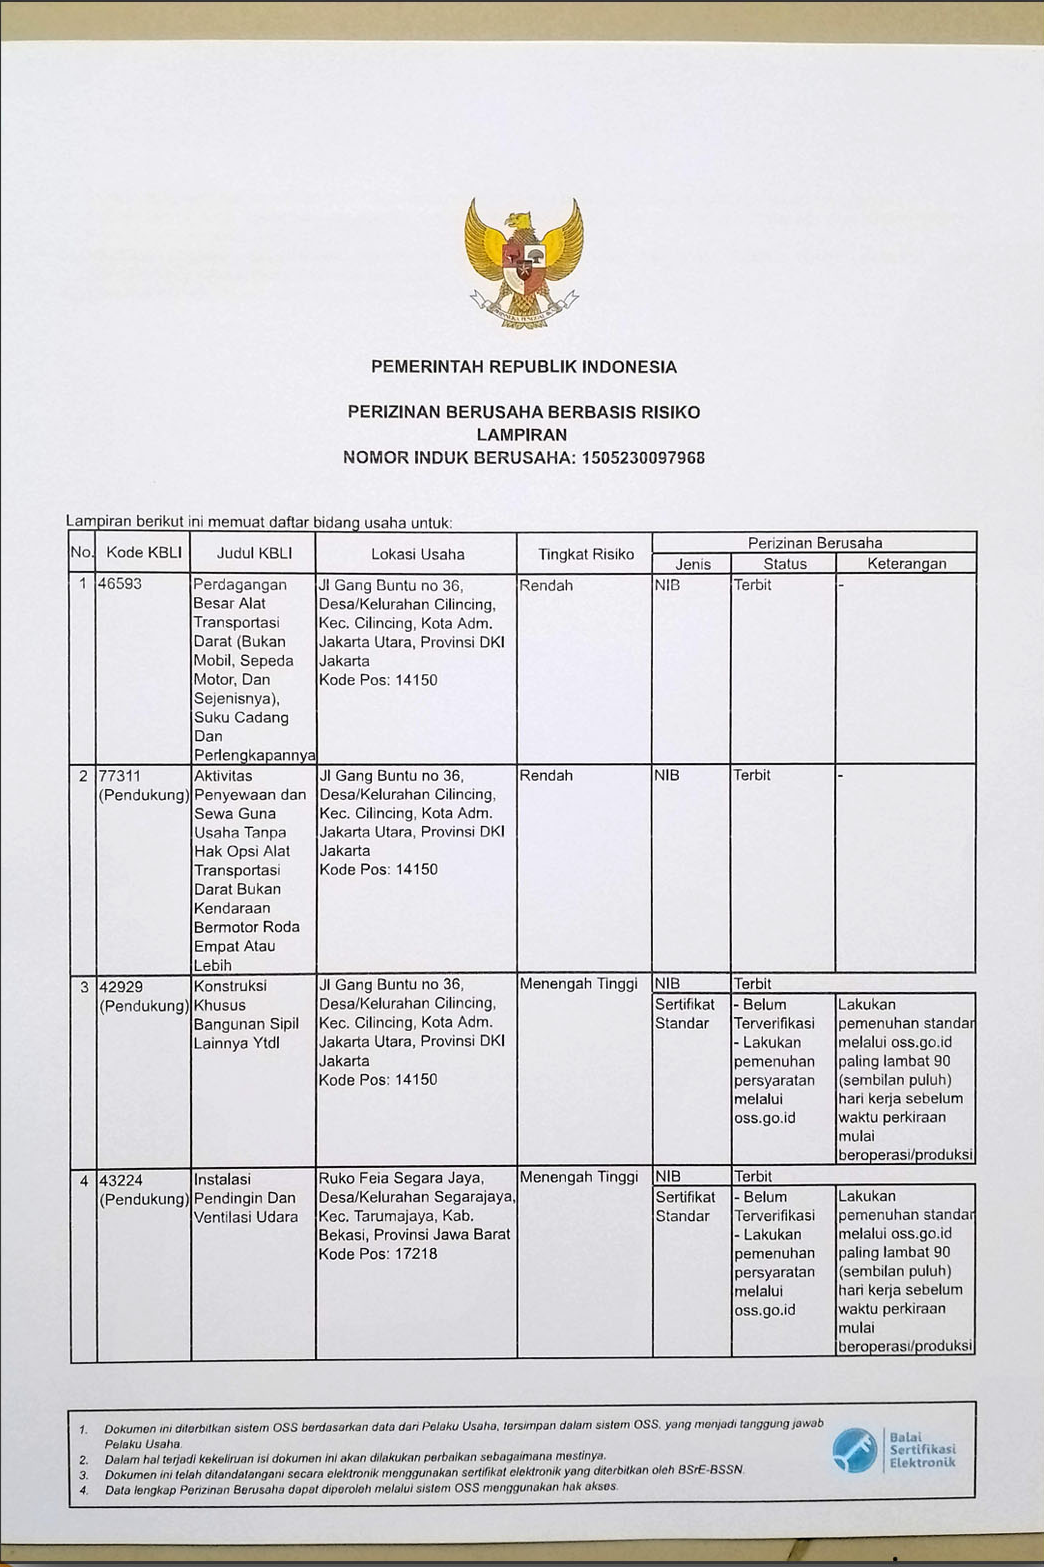 PEMERINTAH REPUBLIK INDONESIA
PERIZINAN BERUSAHA BERBASIS RISIKO
LAMPIRAN
NOMOR INDUK BERUSAHA: 1505230097968
Lampiran berikut ini memuat daftar bidang usaha untuk:
No. Kode KBLI Judul KBLI Lokasi Usaha Tingkat Risiko Perizinan Berusaha
Jenis Status Keterangan
1 46593 Perdagangan Jl Gang Buntu no 36, Rendah NIB Terbit -
Besar Alat Desa/Kelurahan Cilincing,
Transportasi Kec. Cilincing, Kota Adm.
Darat (Bukan Jakarta Utara, Provinsi DKI
Mobil, Sepeda Jakarta
Motor, Dan Kode Pos: 14150
Sejenisnya),
Suku Cadang
Dan
Perlengkapannya
2 77311 Aktivitas Jl Gang Buntu no 36, Rendah NIB Terbit -
(Pendukung) Penyewaan dan Desa/Kelurahan Cilincing,
Sewa Guna Kec. Cilincing, Kota Adm.
Usaha Tanpa Jakarta Utara, Provinsi DKI
Hak Opsi Alat Jakarta
Transportasi Kode Pos: 14150
Darat Bukan
Kendaraan
Bermotor Roda
Empat Atau
Lebih
3 42929 Konstruksi Jl Gang Buntu no 36, Menengah Tinggi NIB Terbit
(Pendukung) Khusus Desa/Kelurahan Cilincing, Sertifikat - Belum Lakukan
Bangunan Sipil Kec. Cilincing, Kota Adm. Standar Terverifikasi pemenuhan standar
Lainnya Ytdl Jakarta Utara, Provinsi DKI - Lakukan melalui oss.go.id
Jakarta pemenuhan paling lambat 90
Kode Pos: 14150 persyaratan (sembilan puluh)
melalui hari kerja sebelum
oss.go.id waktu perkiraan
mulai
beroperasi/produksi
4 43224 Instalasi Ruko Feia Segara Jaya, Menengah Tinggi NIB Terbit
(Pendukung) Pendingin Dan Desa/Kelurahan Segarajaya, Sertifikat - Belum Lakukan
Ventilasi Udara Kec. Tarumajaya, Kab. Standar Terverifikasi pemenuhan standar
Bekasi, Provinsi Jawa Barat - Lakukan melalui oss.go.id
Kode Pos: 17218 pemenuhan paling lambat 90
persyaratan (sembilan puluh)
melalui hari kerja sebelum
oss.go.id waktu perkiraan
mulai
beroperasi/produksi
1. Dokumen ini diterbitkan sistem OSS berdasarkan data dari Pelaku Usaha, tersimpan dalam sistem OSS, yang menjadi tanggung jawab
Pelaku Usaha.
2. Dalam hal terjadi kekeliruan isi dokumen ini akan dilakukan perbaikan sebagaimana mestinya.
3. Dokumen ini telah ditandatangani secara elektronik menggunakan sertifikat elektronik yang diterbitkan oleh BSrE-BSSN.
4. Data lengkap Perizinan Berusaha dapat diperoleh melalui sistem OSS menggunakan hak akses.
Balai
Sertifikasi
Elektronik